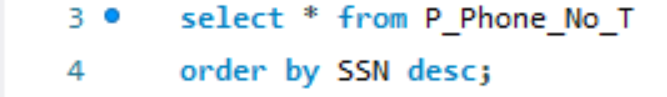 3 select * from P_Phone_No_T
4 order by SSN desc;